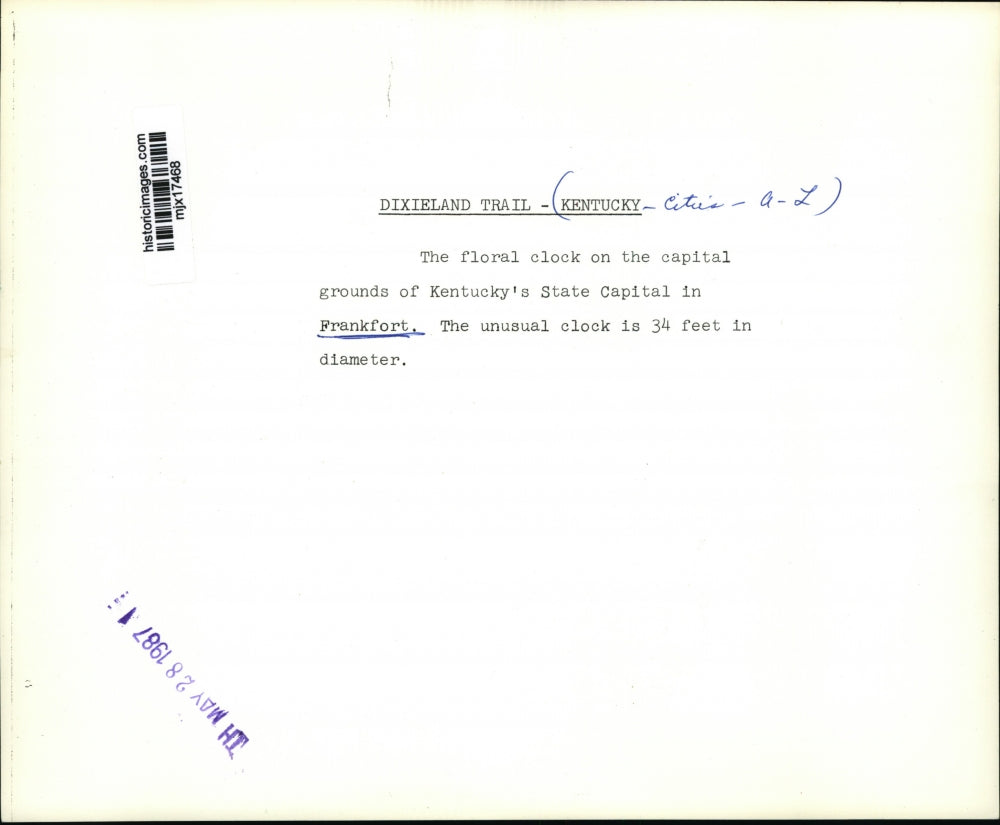 historicimages.com
mjx17468
DIXIELAND TRAIL - (KENTUCKY - Cities - A - L)
The floral clock on the capital
grounds of Kentucky's State Capital in
Frankfort. The unusual clock is 34 feet in
diameter.
TH MAY 28 1987